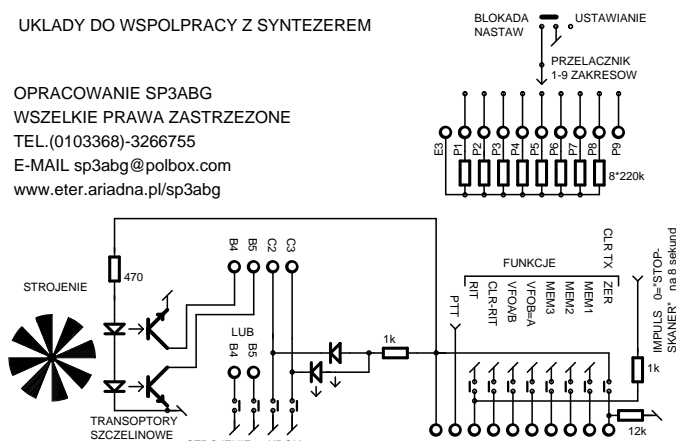 UKLADY DO WSPOLPRACY Z SYNTEZEREM
BLOKADA
NASTAW
USTAWIANIE
PRZELACZNIK
1-9 ZAKRESOW
OPRACOWANIE SP3ABG
WSZELKIE PRAWA ZASTRZEZONE
TEL.(0103368)-3266755
E-MAIL sp3abg@polbox.com
www.eter.ariadna.pl/sp3abg
E3
P1
P2
P3
P4
P5
P6
P7
P8
P9
8*220k
470
STROJENIE
B4
B5
C2
C3
LUB
B4
B5
1k
FUNKCJE
PTT
RIT
CLR-RIT
VFOA/B
VFOB=A
MEM3
MEM2
MEM1
ZER
CLR TX
IMPULS 0="STOP-
SKANER" na 8 sekund
1k
12k
TRANSOPTORY
SZCZELINOWE